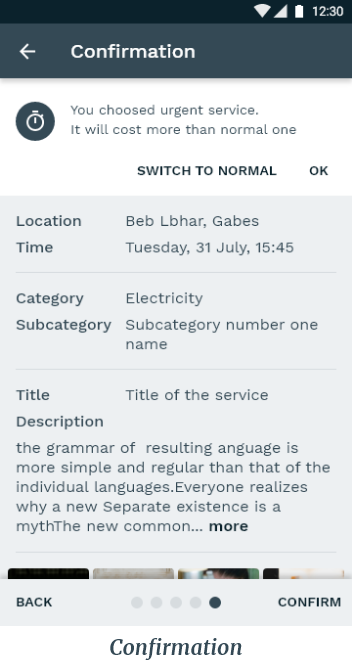 12:30
Confirmation
You choosed urgent service.
It will cost more than normal one
SWITCH TO NORMAL OK
Location Beb Lbhar, Gabes
Time Tuesday, 31 July, 15:45
Category Electricity
Subcategory Subcategory number one
name
Title Title of the service
Description
the grammar of resulting anguage is
more simple and regular than that of the
individual languages.Everyone realizes
why a new Separate existence is a
mythThe new common... more
BACK CONFIRM
Confirmation